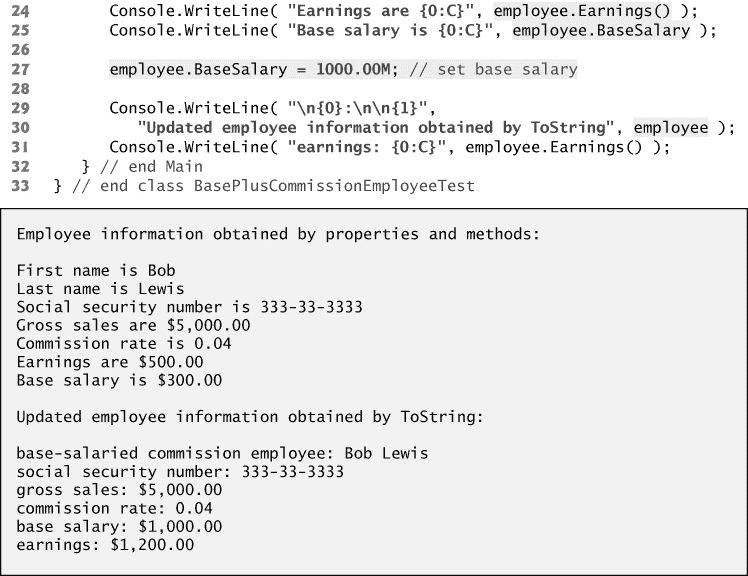 24 Console.WriteLine( "Earnings are {0:C}", employee.Earnings() );
25 Console.WriteLine( "Base salary is {0:C}", employee.BaseSalary );
26
27 employee.BaseSalary = 1000.00M; // set base salary
28
29 Console.WriteLine( "\n{0}:\n\n{1}",
30 "Updated employee information obtained by ToString", employee );
31 Console.WriteLine( "earnings: {0:C}", employee.Earnings() );
32 } // end Main
33 } // end class BasePlusCommissionEmployeeTest
Employee information obtained by properties and methods:
First name is Bob
Last name is Lewis
Social security number is 333-33-3333
Gross sales are $5,000.00
Commission rate is 0.04
Earnings are $500.00
Base salary is $300.00
Updated employee information obtained by ToString:
base-salaried commission employee: Bob Lewis
social security number: 333-33-3333
gross sales: $5,000.00
commission rate: 0.04
base salary: $1,000.00
earnings: $1,200.00